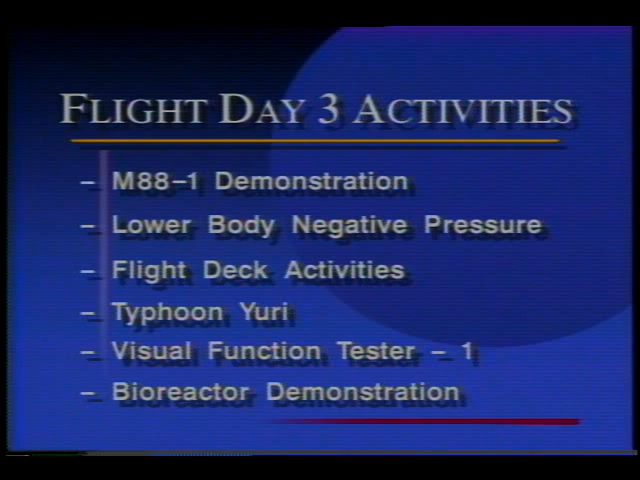 FLIGHT DAY 3 ACTIVITIES
– M88–1 Demonstration
– Lower Body Negative Pressure
– Flight Deck Activities
– Typhoon Yuri
– Visual Function Tester – 1
– Bioreactor Demonstration